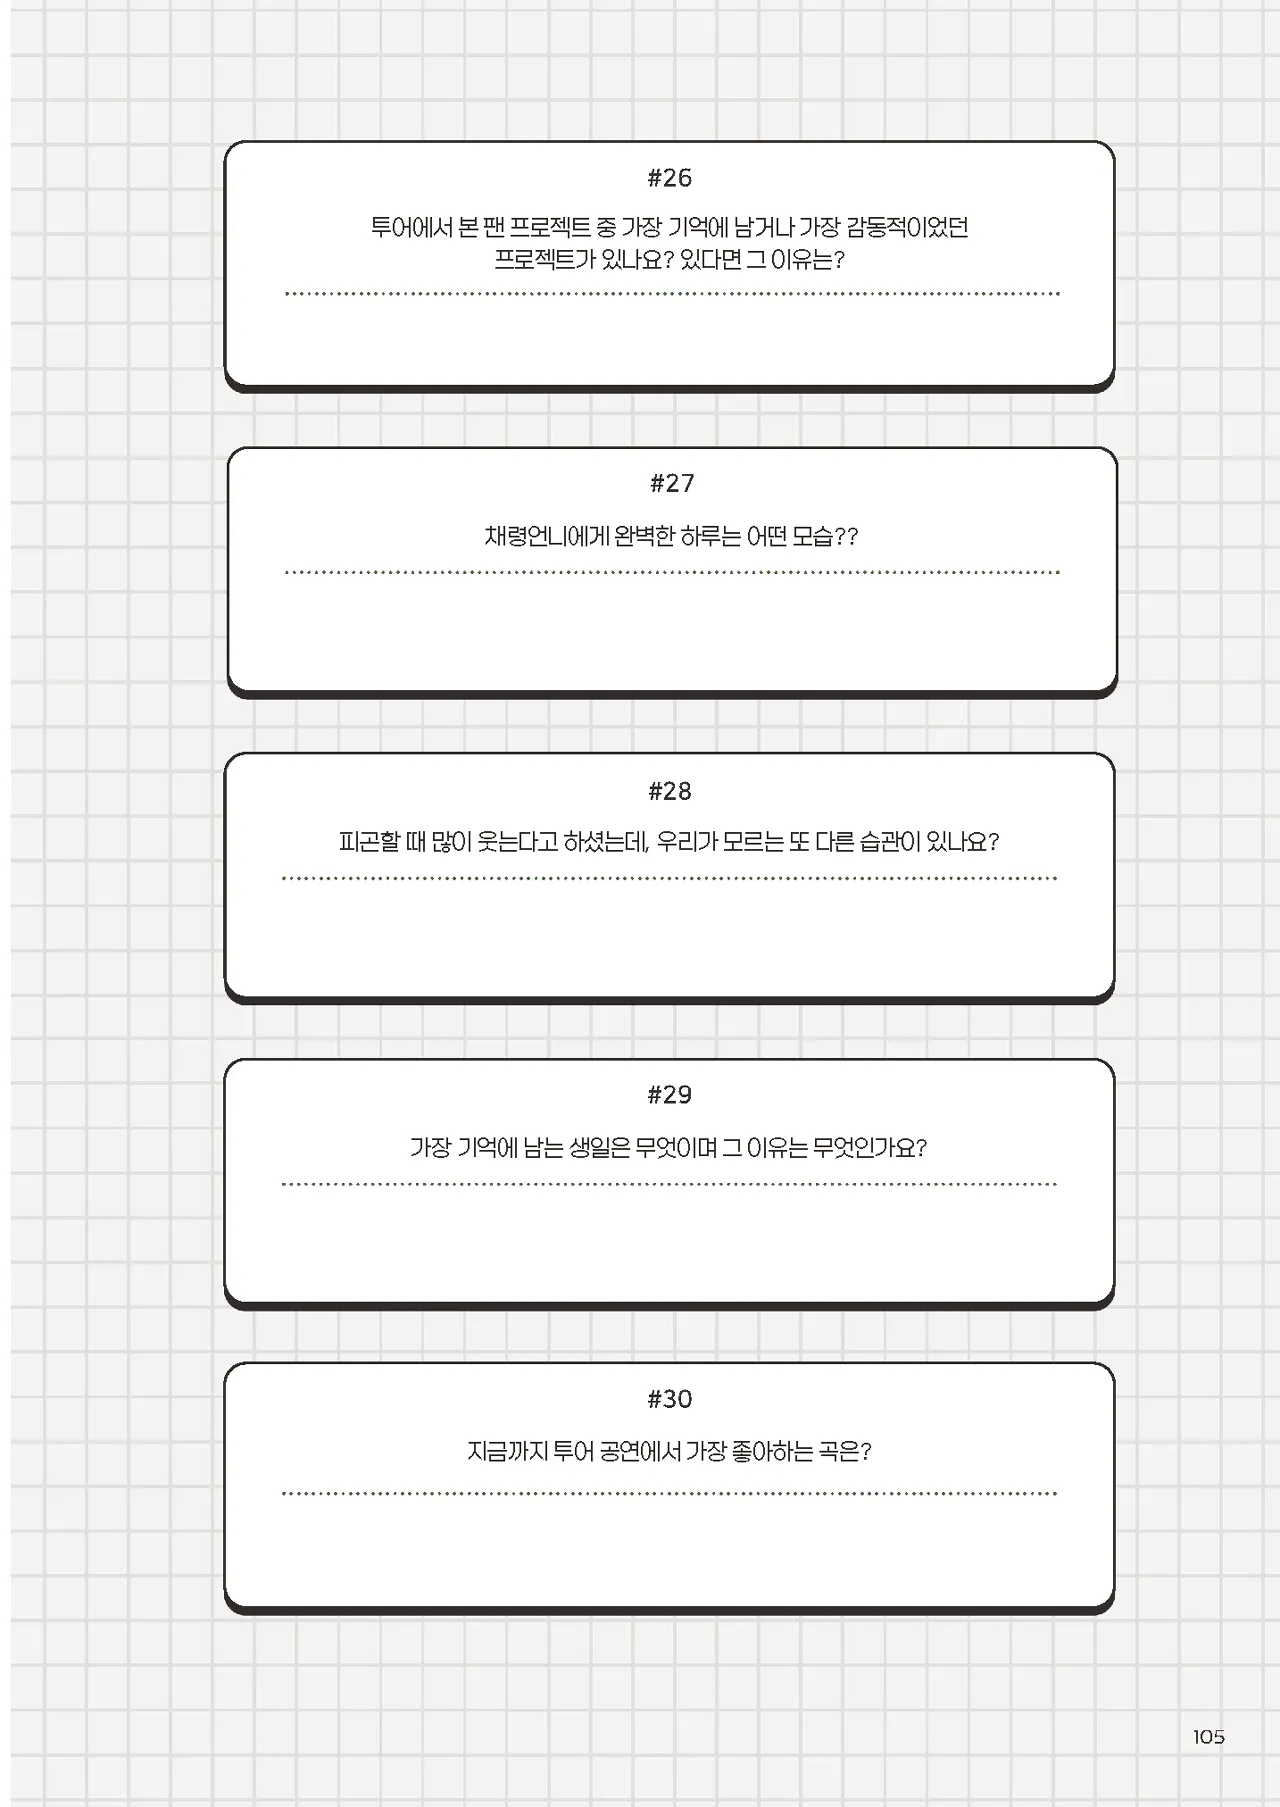 #26
투어에서 본 팬 프로젝트 중 가장 기억에 남거나 가장 감동적이었던
프로젝트가 있나요? 있다면 그 이유는?
#27
채령언니에게 완벽한 하루는 어떤 모습??
#28
피곤할 때 많이 웃는다고 하셨는데, 우리가 모르는 또 다른 습관이 있나요?
#29
가장 기억에 남는 생일은 무엇이며 그 이유는 무엇인가요?
#30
지금까지 투어 공연에서 가장 좋아하는 곡은?
105